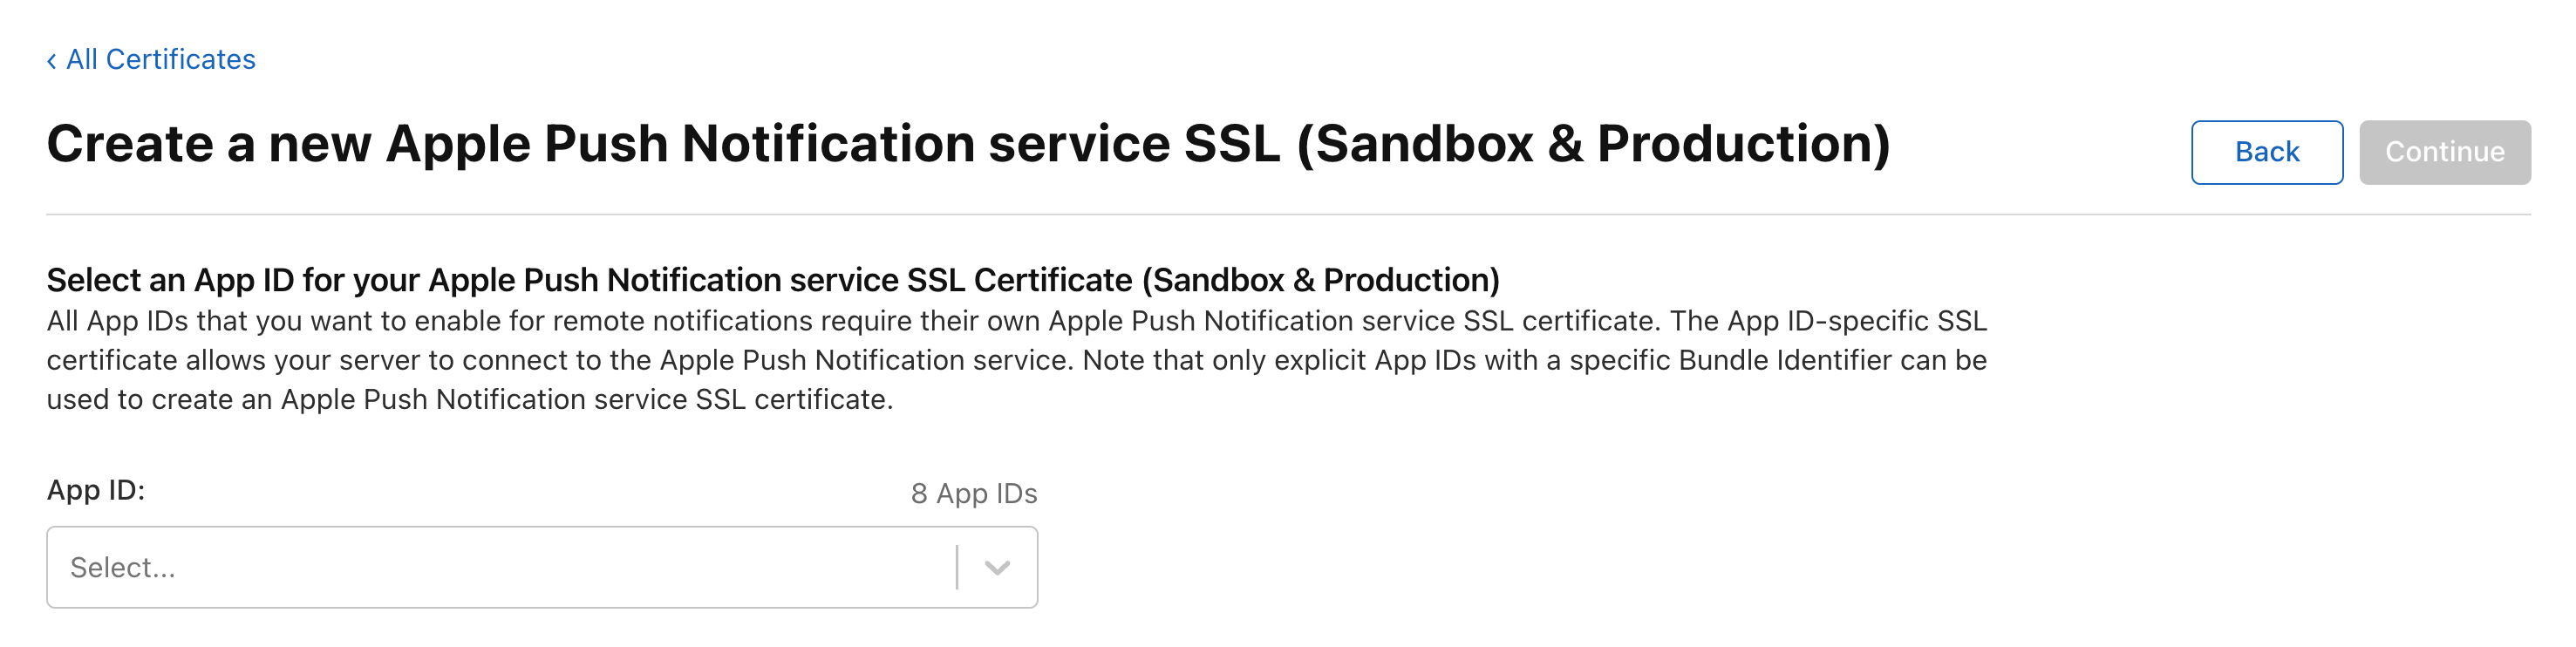 ‹ All Certificates
Create a new Apple Push Notification service SSL (Sandbox & Production)
Back
Continue
Select an App ID for your Apple Push Notification service SSL Certificate (Sandbox & Production)
All App IDs that you want to enable for remote notifications require their own Apple Push Notification service SSL certificate. The App ID-specific SSL
certificate allows your server to connect to the Apple Push Notification service. Note that only explicit App IDs with a specific Bundle Identifier can be
used to create an Apple Push Notification service SSL certificate.
App ID:
8 App IDs
Select...